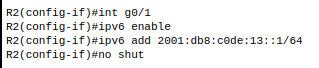 R2(config-if)#int g0/1
R2(config-if)#ipv6 enable
R2(config-if)#ipv6 add 2001:db8:c0de:13::1/64
R2(config-if)#no shut